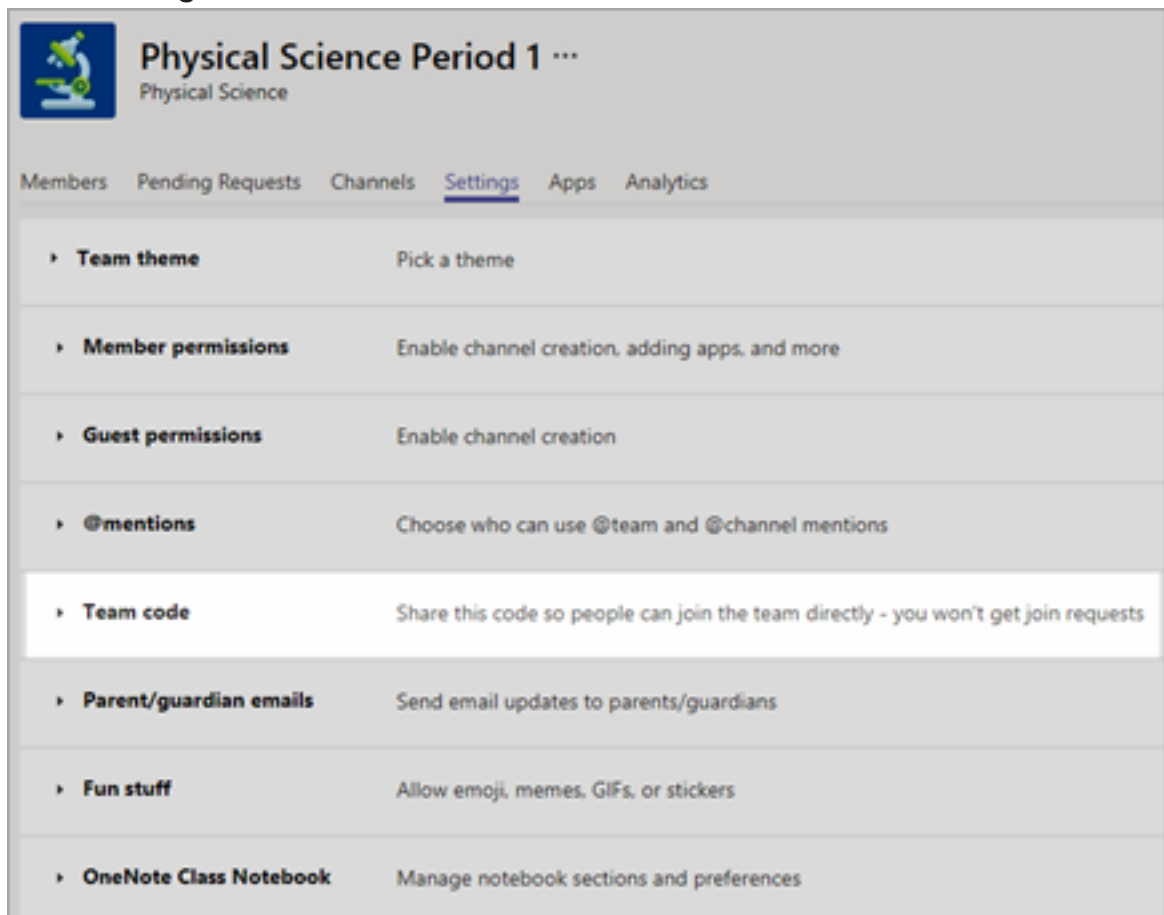 Physical Science Period 1 ...
Physical Science
Members Pending Requests Channels Settings Apps Analytics
Team theme Pick a theme
Member permissions Enable channel creation, adding apps, and more
Guest permissions Enable channel creation
@mentions Choose who can use @team and @channel mentions
Team code Share this code so people can join the team directly - you won't get join requests
Parent/guardian emails Send email updates to parents/guardians
Fun stuff Allow emoji, memes, GIFs, or stickers
OneNote Class Notebook Manage notebook sections and preferences